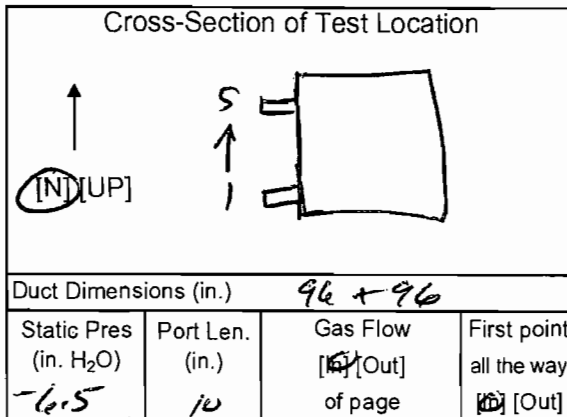 Cross-Section of Test Location
5
[N] [UP]
1
Duct Dimensions (in.) 96 + 96
Static Pres Port Len. Gas Flow First point
(in. H₂O) (in.) [In] [Out] all the way
-6.5 10 of page [In] [Out]